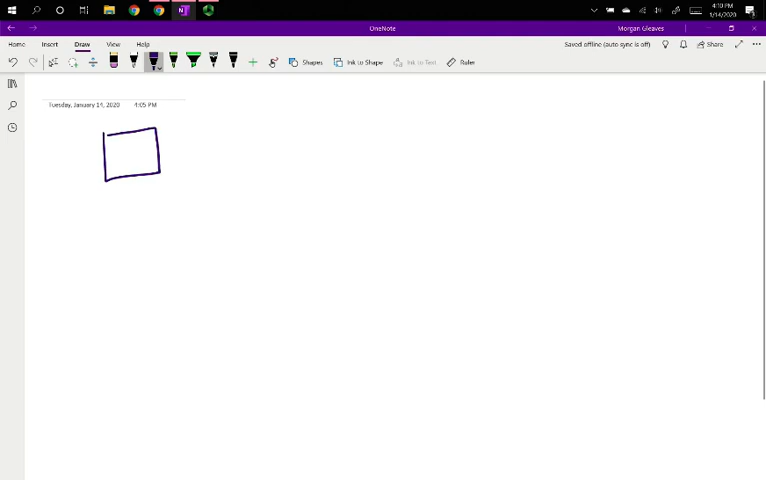 4:10 PM
1/14/2020
OneNote
Morgan Gleaves
Home Insert Draw View Help
Saved offline (auto sync is off) Share
Shapes Ink to Shape Ink to Text Ruler
Tuesday, January 14, 2020 4:05 PM